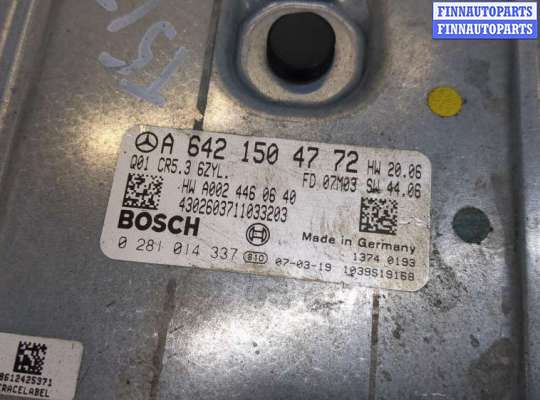 FINNAUTOPARTS
FINNAUTOPARTS
A 642 150 47 72 HW 20.06
Q01 CR5.3 6ZYL. FD 07M03 SW 44.06
HW A002 446 06 40
4302603711033203
BOSCH
Made in Germany
1374 0193
0 281 014 337 810 07-03-19 1039S19168
8612425371
TRACELABEL